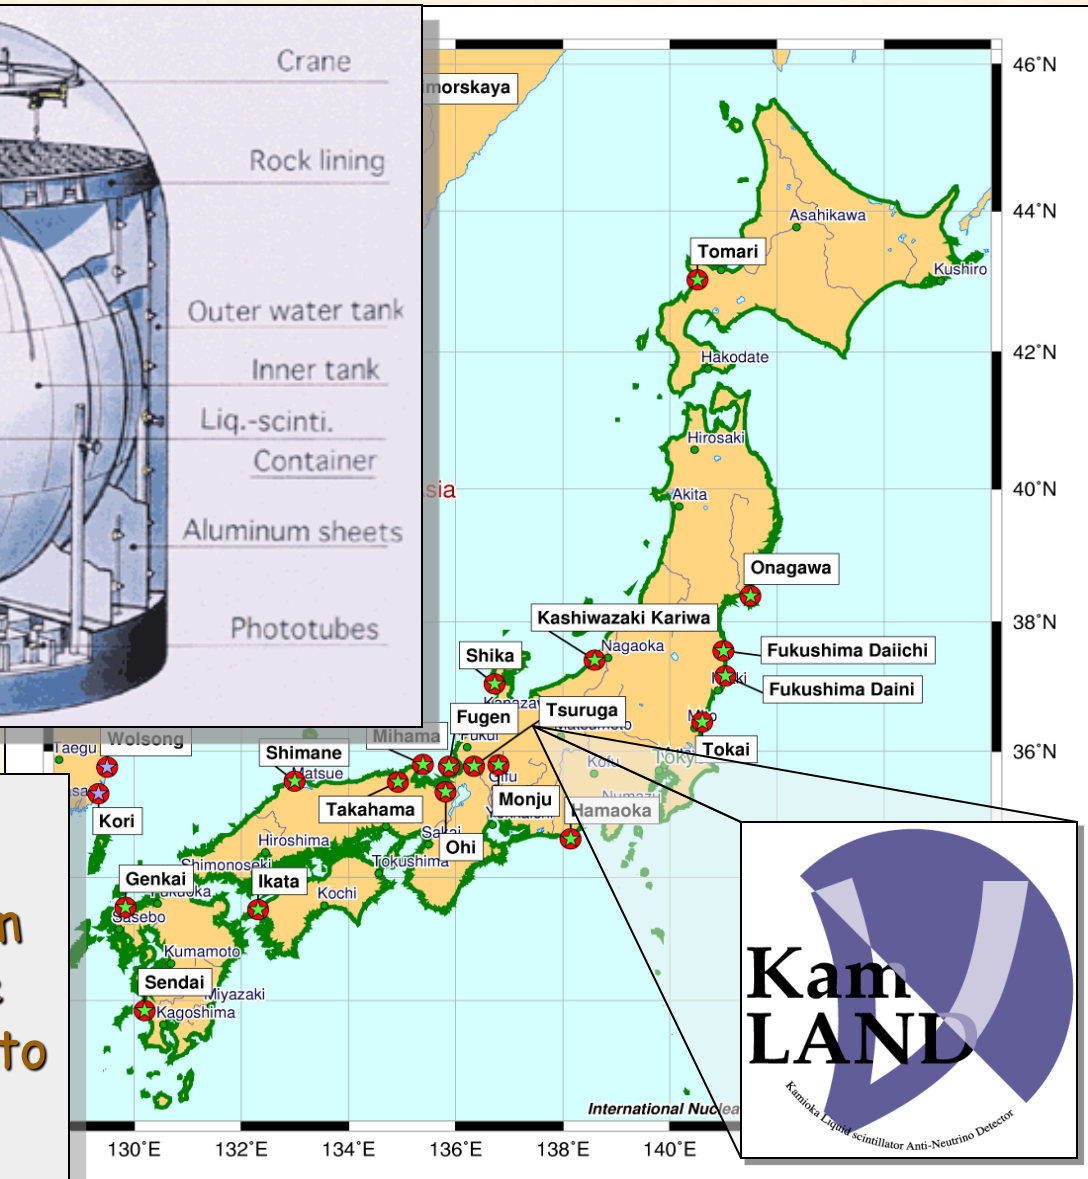 Crane
Rock lining
Outer water tank
Inner tank
Liq.-scinti.
Container
Aluminum sheets
Phototubes
morskaya
46°N
44°N
42°N
40°N
38°N
36°N
Asahikawa
Tomari
Kushiro
Hakodate
Hirosaki
Akita
sia
Onagawa
Kashiwazaki Kariwa
Nagaoka
Fukushima Daiichi
Shika
Fukushima Daini
Tsuruga
Fugen
Mihama
Wolsong
Taegu
Shimane
Tokai
Takahama
Monju
Kofu
Hamaoka
Kori
Ohi
Hiroshima
Shimonoseki
Tokushima
Genkai
Ikata
Kochi
Sasebo
Kumamoto
Sendai
Miyazaki
Kagoshima
to
Kam
LAND
Kamioka Liquid scintillator Anti-Neutrino Detector
International Nuclea
130°E
132°E
134°E
136°E
138°E
140°E